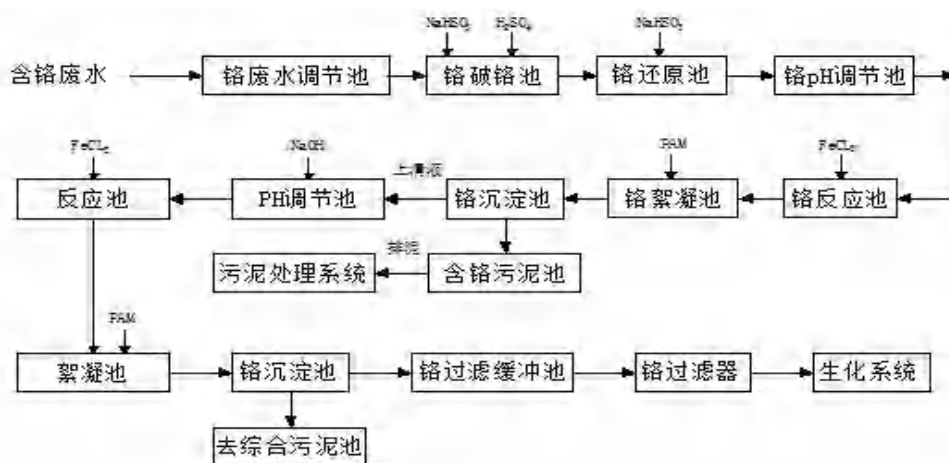 NaHSO₃ H₂SO₄ NaHSO₃
含铬废水 铬废水调节池 铬破铬池 铬还原池 铬pH调节池
FeCL₂ NaOH PAM FeCL₂
上清液
反应池 PH调节池 铬沉淀池 铬絮凝池 铬反应池
排泥
污泥处理系统 含铬污泥池
PAM
絮凝池 铬沉淀池 铬过滤缓冲池 铬过滤器 生化系统
去综合污泥池